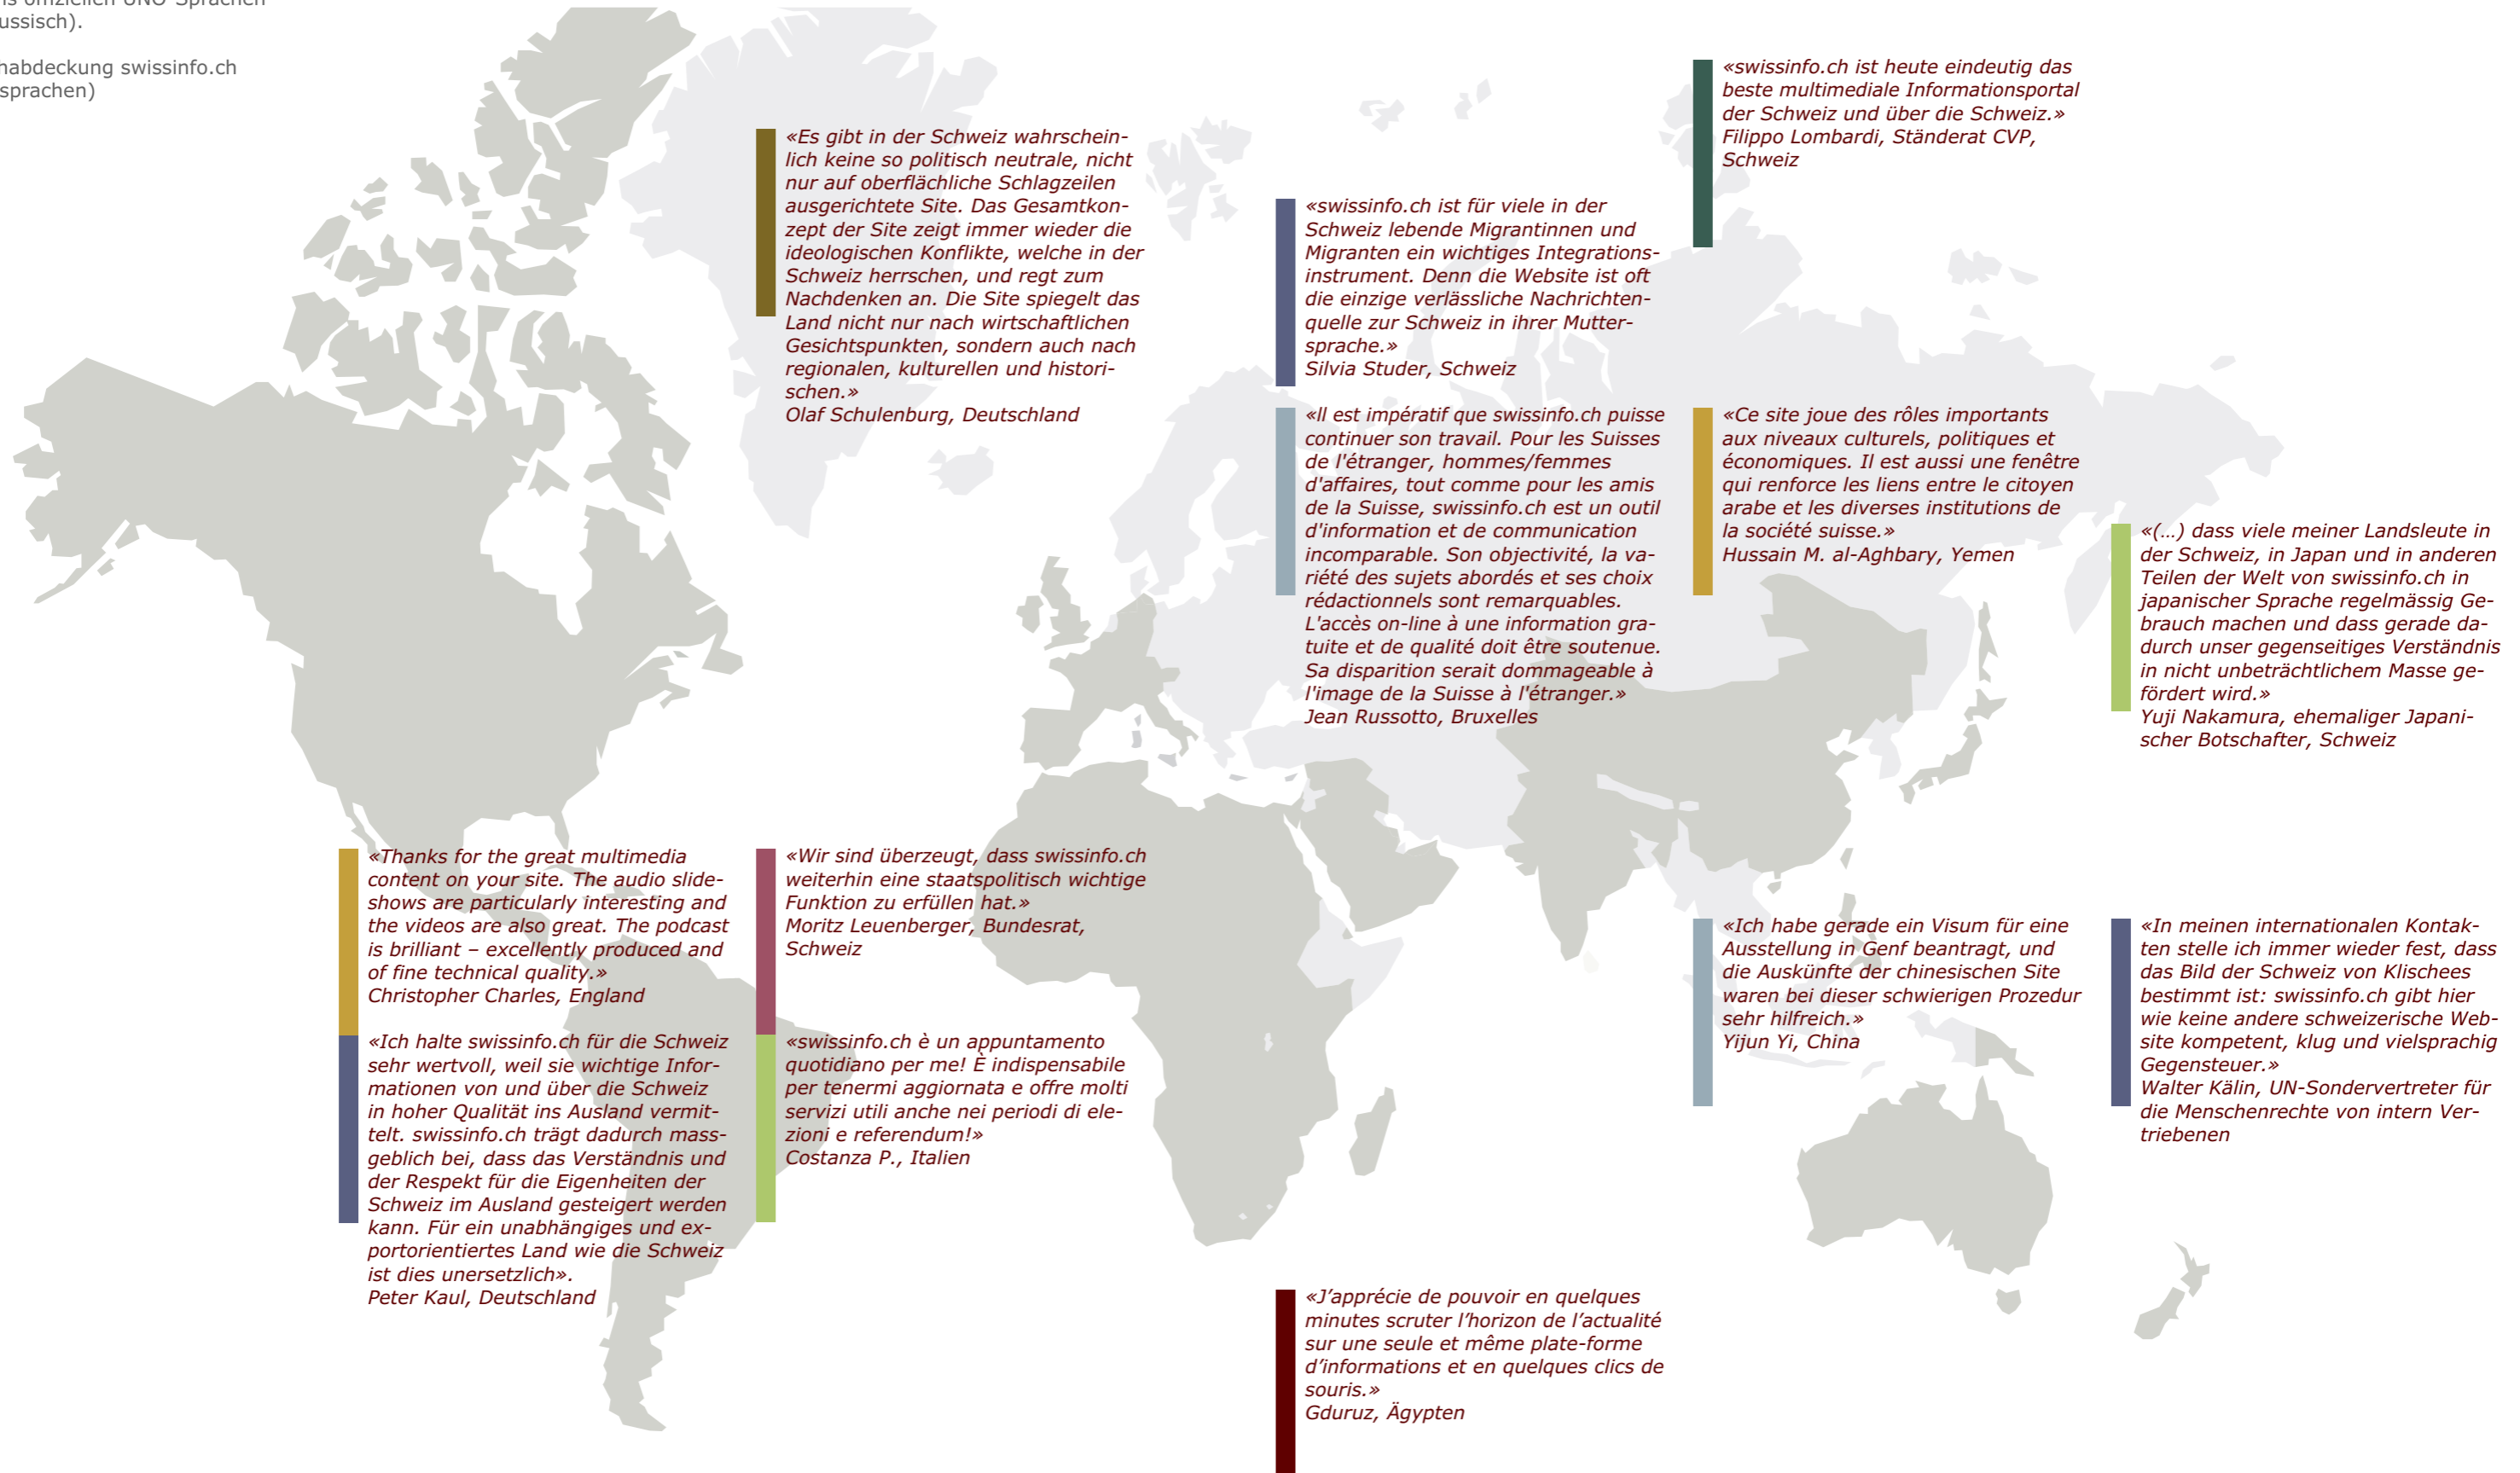 offiziellen UNO-Sprachen
swissinfo.ch
«Es gibt in der Schweiz wahrschein-
lich keine so politisch neutrale, nicht
nur auf oberflächliche Schlagzeilen
ausgerichtete Site. Das Gesamtkon-
zept der Site zeigt immer wieder die
ideologischen Konflikte, welche in der
Schweiz herrschen, und regt zum
Nachdenken an. Die Site spiegelt das
Land nicht nur nach wirtschaftlichen
Gesichtspunkten, sondern auch nach
regionalen, kulturellen und histori-
schen.»
Olaf Schulenburg, Deutschland
«swissinfo.ch ist für viele in der
Schweiz lebende Migrantinnen und
Migranten ein wichtiges Integrations-
instrument. Denn die Website ist oft
die einzige verlässliche Nachrichten-
quelle zur Schweiz in ihrer Mutter-
sprache.»
Silvia Studer, Schweiz
«swissinfo.ch ist heute eindeutig das
beste multimediale Informationsportal
der Schweiz und über die Schweiz.»
Filippo Lombardi, Ständerat CVP,
Schweiz
«Il est impératif que swissinfo.ch puisse
continuer son travail. Pour les Suisses
de l'étranger, hommes/femmes
d'affaires, tout comme pour les amis
de la Suisse, swissinfo.ch est un outil
d'information et de communication
incomparable. Son objectivité, la va-
riété des sujets abordés et ses choix
rédactionnels sont remarquables.
L'accès on-line à une information gra-
tuite et de qualité doit être soutenue.
Sa disparition serait dommageable à
l'image de la Suisse à l'étranger.»
Jean Russotto, Bruxelles
«Ce site joue des rôles importants
aux niveaux culturels, politiques et
économiques. Il est aussi une fenêtre
qui renforce les liens entre le citoyen
arabe et les diverses institutions de
la société suisse.»
Hussain M. al-Aghbary, Yemen
«(…) dass viele meiner Landsleute in
der Schweiz, in Japan und in anderen
Teilen der Welt von swissinfo.ch in
japanischer Sprache regelmässig Ge-
brauch machen und dass gerade da-
durch unser gegenseitiges Verständnis
in nicht unbeträchtlichem Masse ge-
fördert wird.»
Yuji Nakamura, ehemaliger Japani-
scher Botschafter, Schweiz
«Thanks for the great multimedia
content on your site. The audio slide-
shows are particularly interesting and
the videos are also great. The podcast
is brilliant – excellently produced and
of fine technical quality.»
Christopher Charles, England
«Ich halte swissinfo.ch für die Schweiz
sehr wertvoll, weil sie wichtige Infor-
mationen von und über die Schweiz
in hoher Qualität ins Ausland vermit-
telt. swissinfo.ch trägt dadurch mass-
geblich bei, dass das Verständnis und
der Respekt für die Eigenheiten der
Schweiz im Ausland gesteigert werden
kann. Für ein unabhängiges und ex-
portorientiertes Land wie die Schweiz
ist dies unersetzlich».
Peter Kaul, Deutschland
«Wir sind überzeugt, dass swissinfo.ch
weiterhin eine staatspolitisch wichtige
Funktion zu erfüllen hat.»
Moritz Leuenberger, Bundesrat,
Schweiz
«swissinfo.ch è un appuntamento
quotidiano per me! È indispensabile
per tenermi aggiornata e offre molti
servizi utili anche nei periodi di ele-
zioni e referendum!»
Costanza P., Italien
«J’apprécie de pouvoir en quelques
minutes scruter l’horizon de l’actualité
sur une seule et même plate-forme
d’informations et en quelques clics de
souris.»
Gduruz, Ägypten
«Ich habe gerade ein Visum für eine
Ausstellung in Genf beantragt, und
die Auskünfte der chinesischen Site
waren bei dieser schwierigen Prozedur
sehr hilfreich.»
Yijun Yi, China
«In meinen internationalen Kontak-
ten stelle ich immer wieder fest, dass
das Bild der Schweiz von Klischees
bestimmt ist: swissinfo.ch gibt hier
wie keine andere schweizerische Web-
site kompetent, klug und vielsprachig
Gegensteuer.»
Walter Kälin, UN-Sondervertreter für
die Menschenrechte von intern Ver-
triebenen